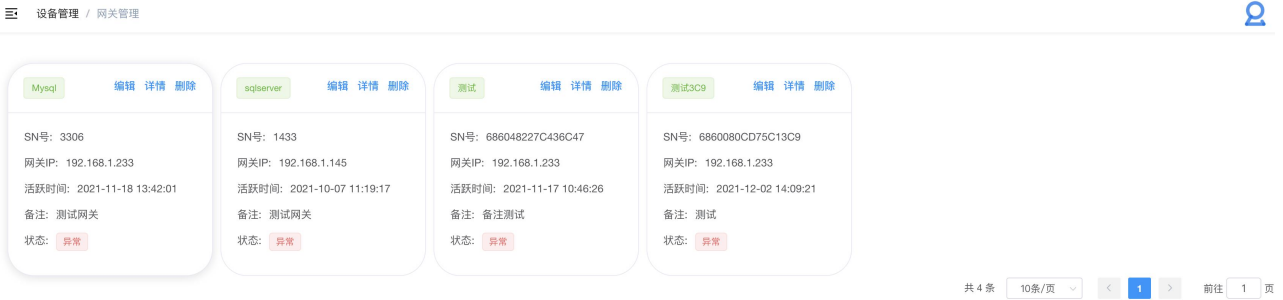 设备管理 / 网关管理
Mysql 编辑 详情 删除
SN号: 3306
网关IP: 192.168.1.233
活跃时间: 2021-11-18 13:42:01
备注: 测试网关
状态: 异常
sqlserver 编辑 详情 删除
SN号: 1433
网关IP: 192.168.1.145
活跃时间: 2021-10-07 11:19:17
备注: 测试网关
状态: 异常
测试 编辑 详情 删除
SN号: 686048227C436C47
网关IP: 192.168.1.233
活跃时间: 2021-11-17 10:46:26
备注: 备注测试
状态: 异常
测试3C9 编辑 详情 删除
SN号: 6860080CD75C13C9
网关IP: 192.168.1.233
活跃时间: 2021-12-02 14:09:21
备注: 测试
状态: 异常
共 4 条 10条/页 < 1 > 前往 1 页